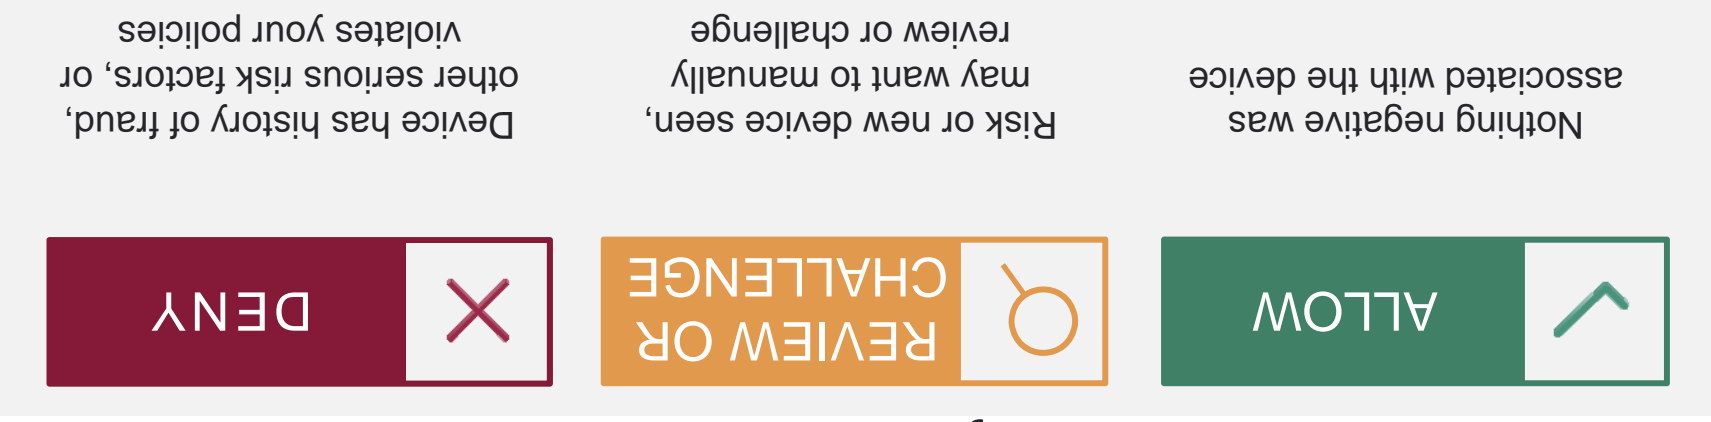 ALLOW
Nothing negative was
associated with the device
REVIEW OR
CHALLENGE
Risk or new device seen,
may want to manually
review or challenge
DENY
Device has history of fraud,
other serious risk factors, or
violates your policies